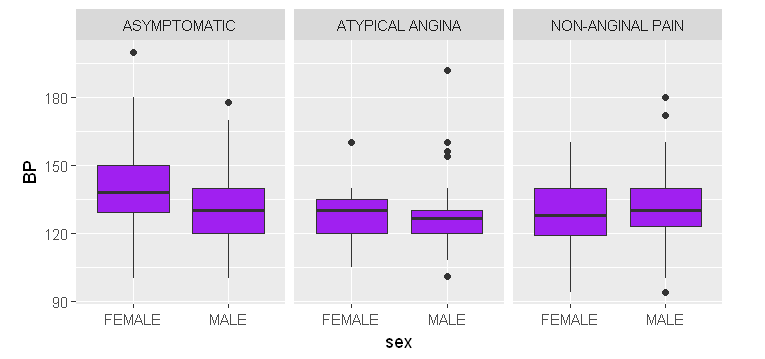 ASYMPTOMATIC
ATYPICAL ANGINA
NON-ANGINAL PAIN
BP
180
150
120
90
FEMALE MALE FEMALE MALE FEMALE MALE
sex